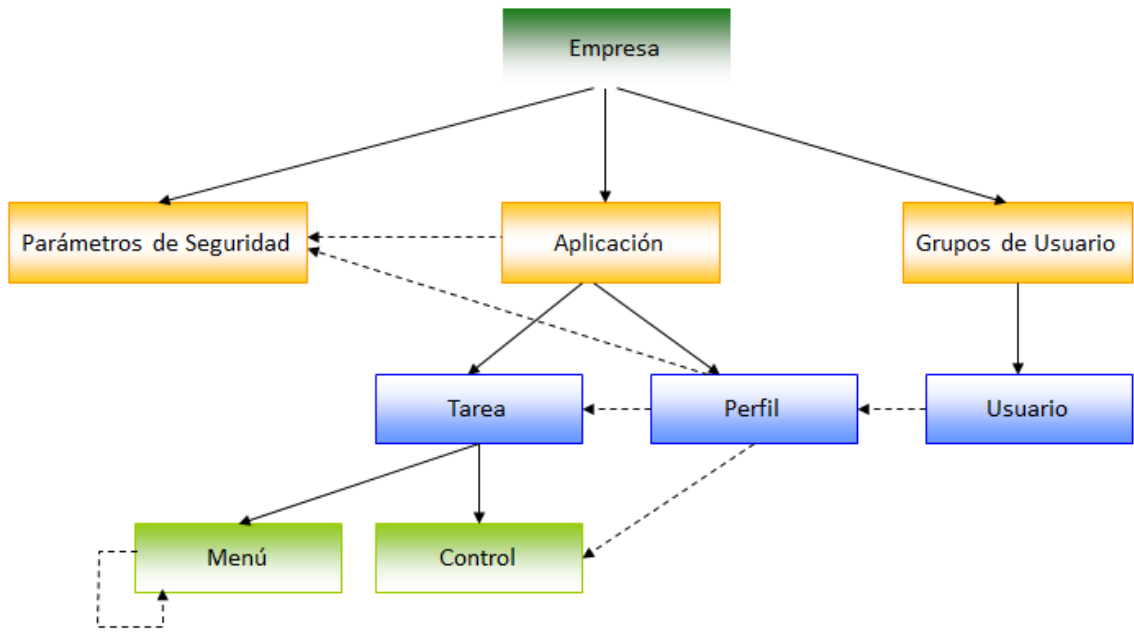 Empresa
Parámetros de Seguridad
Aplicación
Grupos de Usuario
Tarea
Perfil
Usuario
Menú
Control